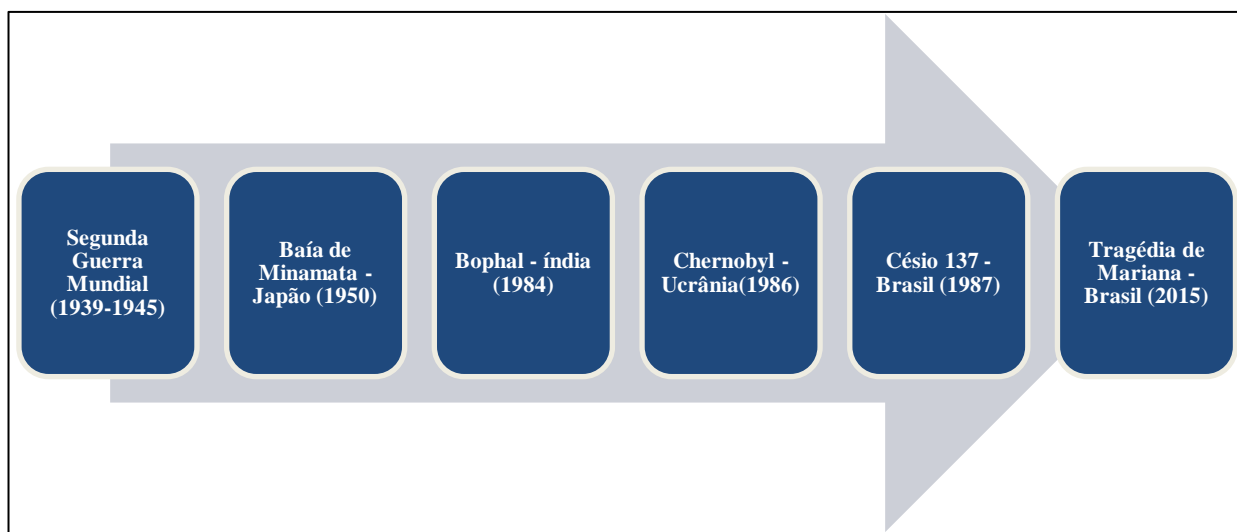 Segunda
Guerra
Mundial
(1939-1945)
Baía de
Minamata -
Japão (1950)
Bophal - índia
(1984)
Chernobyl -
Ucrânia(1986)
Césio 137 -
Brasil (1987)
Tragédia de
Mariana -
Brasil (2015)